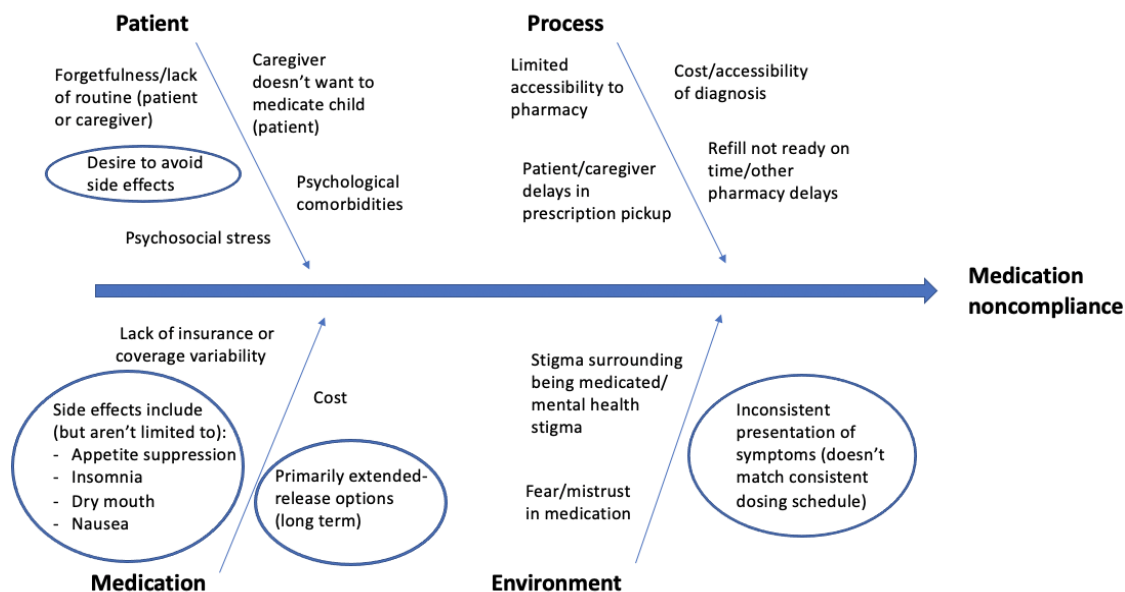 Patient
Forgetfulness/lack
of routine (patient
or caregiver)
Desire to avoid
side effects
Psychosocial stress
Caregiver
doesn't want to
medicate child
(patient)
Psychological
comorbidities
Process
Limited
accessibility to
pharmacy
Patient/caregiver
delays in
prescription pickup
Cost/accessibility
of diagnosis
Refill not ready on
time/other
pharmacy delays
Medication
noncompliance
Lack of insurance or
coverage variability
Side effects include
(but aren't limited to):
- Appetite suppression
- Insomnia
- Dry mouth
- Nausea
Cost
Primarily extended-
release options
(long term)
Medication
Stigma surrounding
being medicated/
mental health
stigma
Fear/mistrust
in medication
Inconsistent
presentation of
symptoms (doesn't
match consistent
dosing schedule)
Environment